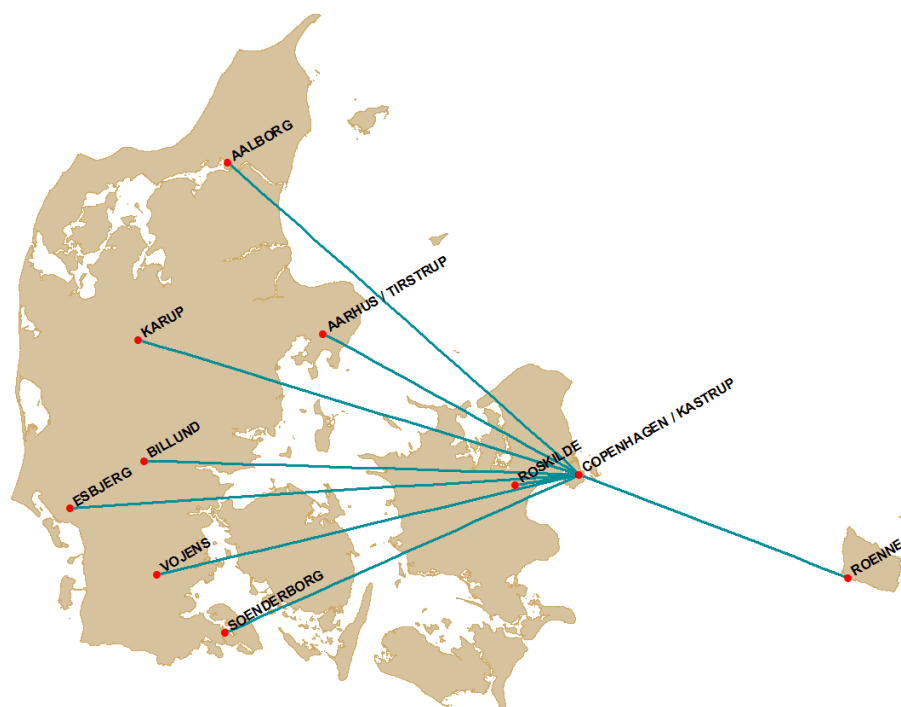 AALBORG
AARHUS / TIRSTRUP
KARUP
COPENHAGEN / KASTRUP
BILLUND
ROSKILDE
ESBJERG
VOJENS
ROENNE
SOENDERBORG